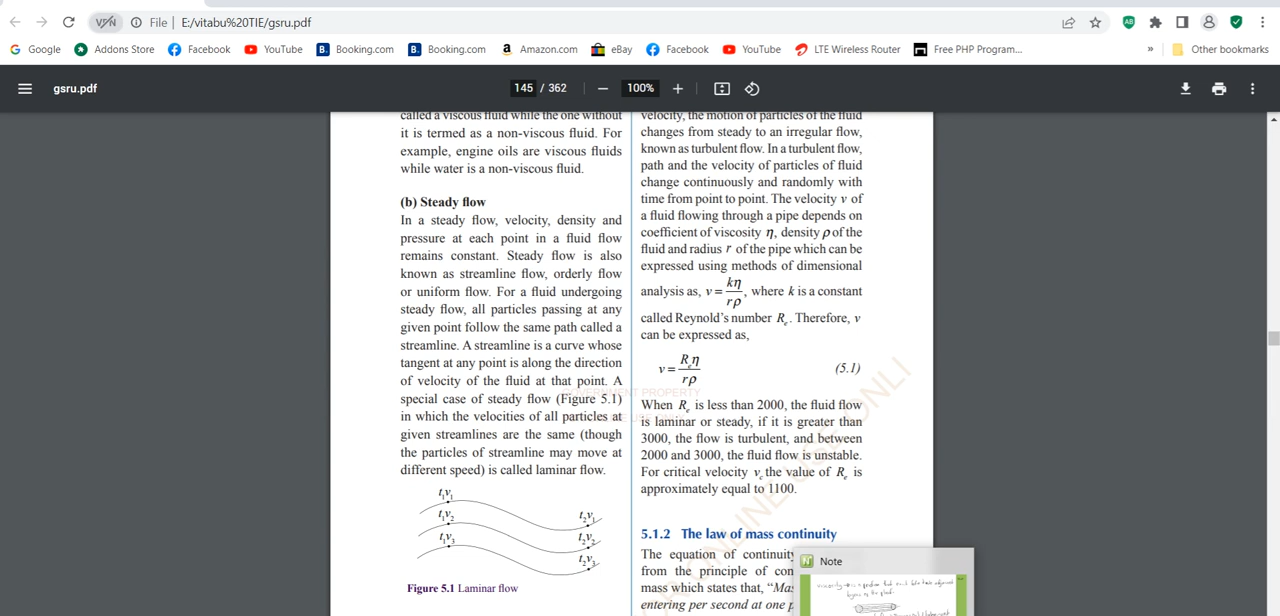 VPN File | E:/vitabu%20TIE/gsru.pdf
Google Addons Store Facebook YouTube Booking.com Booking.com Amazon.com eBay Facebook YouTube LTE Wireless Router Free PHP Program... » Other bookmarks
gsru.pdf 145 / 362 — 100% +
called a viscous fluid while the one without
it is termed as a non-viscous fluid. For
example, engine oils are viscous fluids
while water is a non-viscous fluid.
(b) Steady flow
In a steady flow, velocity, density and
pressure at each point in a fluid flow
remains constant. Steady flow is also
known as streamline flow, orderly flow
or uniform flow. For a fluid undergoing
steady flow, all particles passing at any
given point follow the same path called a
streamline. A streamline is a curve whose
tangent at any point is along the direction
of velocity of the fluid at that point. A
special case of steady flow (Figure 5.1)
in which the velocities of all particles at
given streamlines are the same (though
the particles of streamline may move at
different speed) is called laminar flow.
t₁v₁
t₁v₂
t₁v₃
t₂v₁
t₂v₂
t₂v₃
Figure 5.1 Laminar flow
velocity, the motion of particles of the fluid
changes from steady to an irregular flow,
known as turbulent flow. In a turbulent flow,
path and the velocity of particles of fluid
change continuously and randomly with
time from point to point. The velocity v of
a fluid flowing through a pipe depends on
coefficient of viscosity η, density ρ of the
fluid and radius r of the pipe which can be
expressed using methods of dimensional
analysis as, v = kη/rρ, where k is a constant
called Reynold's number Rₑ. Therefore, v
can be expressed as,
v = Rₑη/rρ (5.1)
When Rₑ is less than 2000, the fluid flow
is laminar or steady, if it is greater than
3000, the flow is turbulent, and between
2000 and 3000, the fluid flow is unstable.
For critical velocity v꜀ the value of Rₑ is
approximately equal to 1100.
5.1.2 The law of mass continuity
The equation of continuity
from the principle of con
mass which states that, "Mas
entering per second at one p
GOVERNMENT PROPERTY
FOR ONLINE USE ONLI
Note